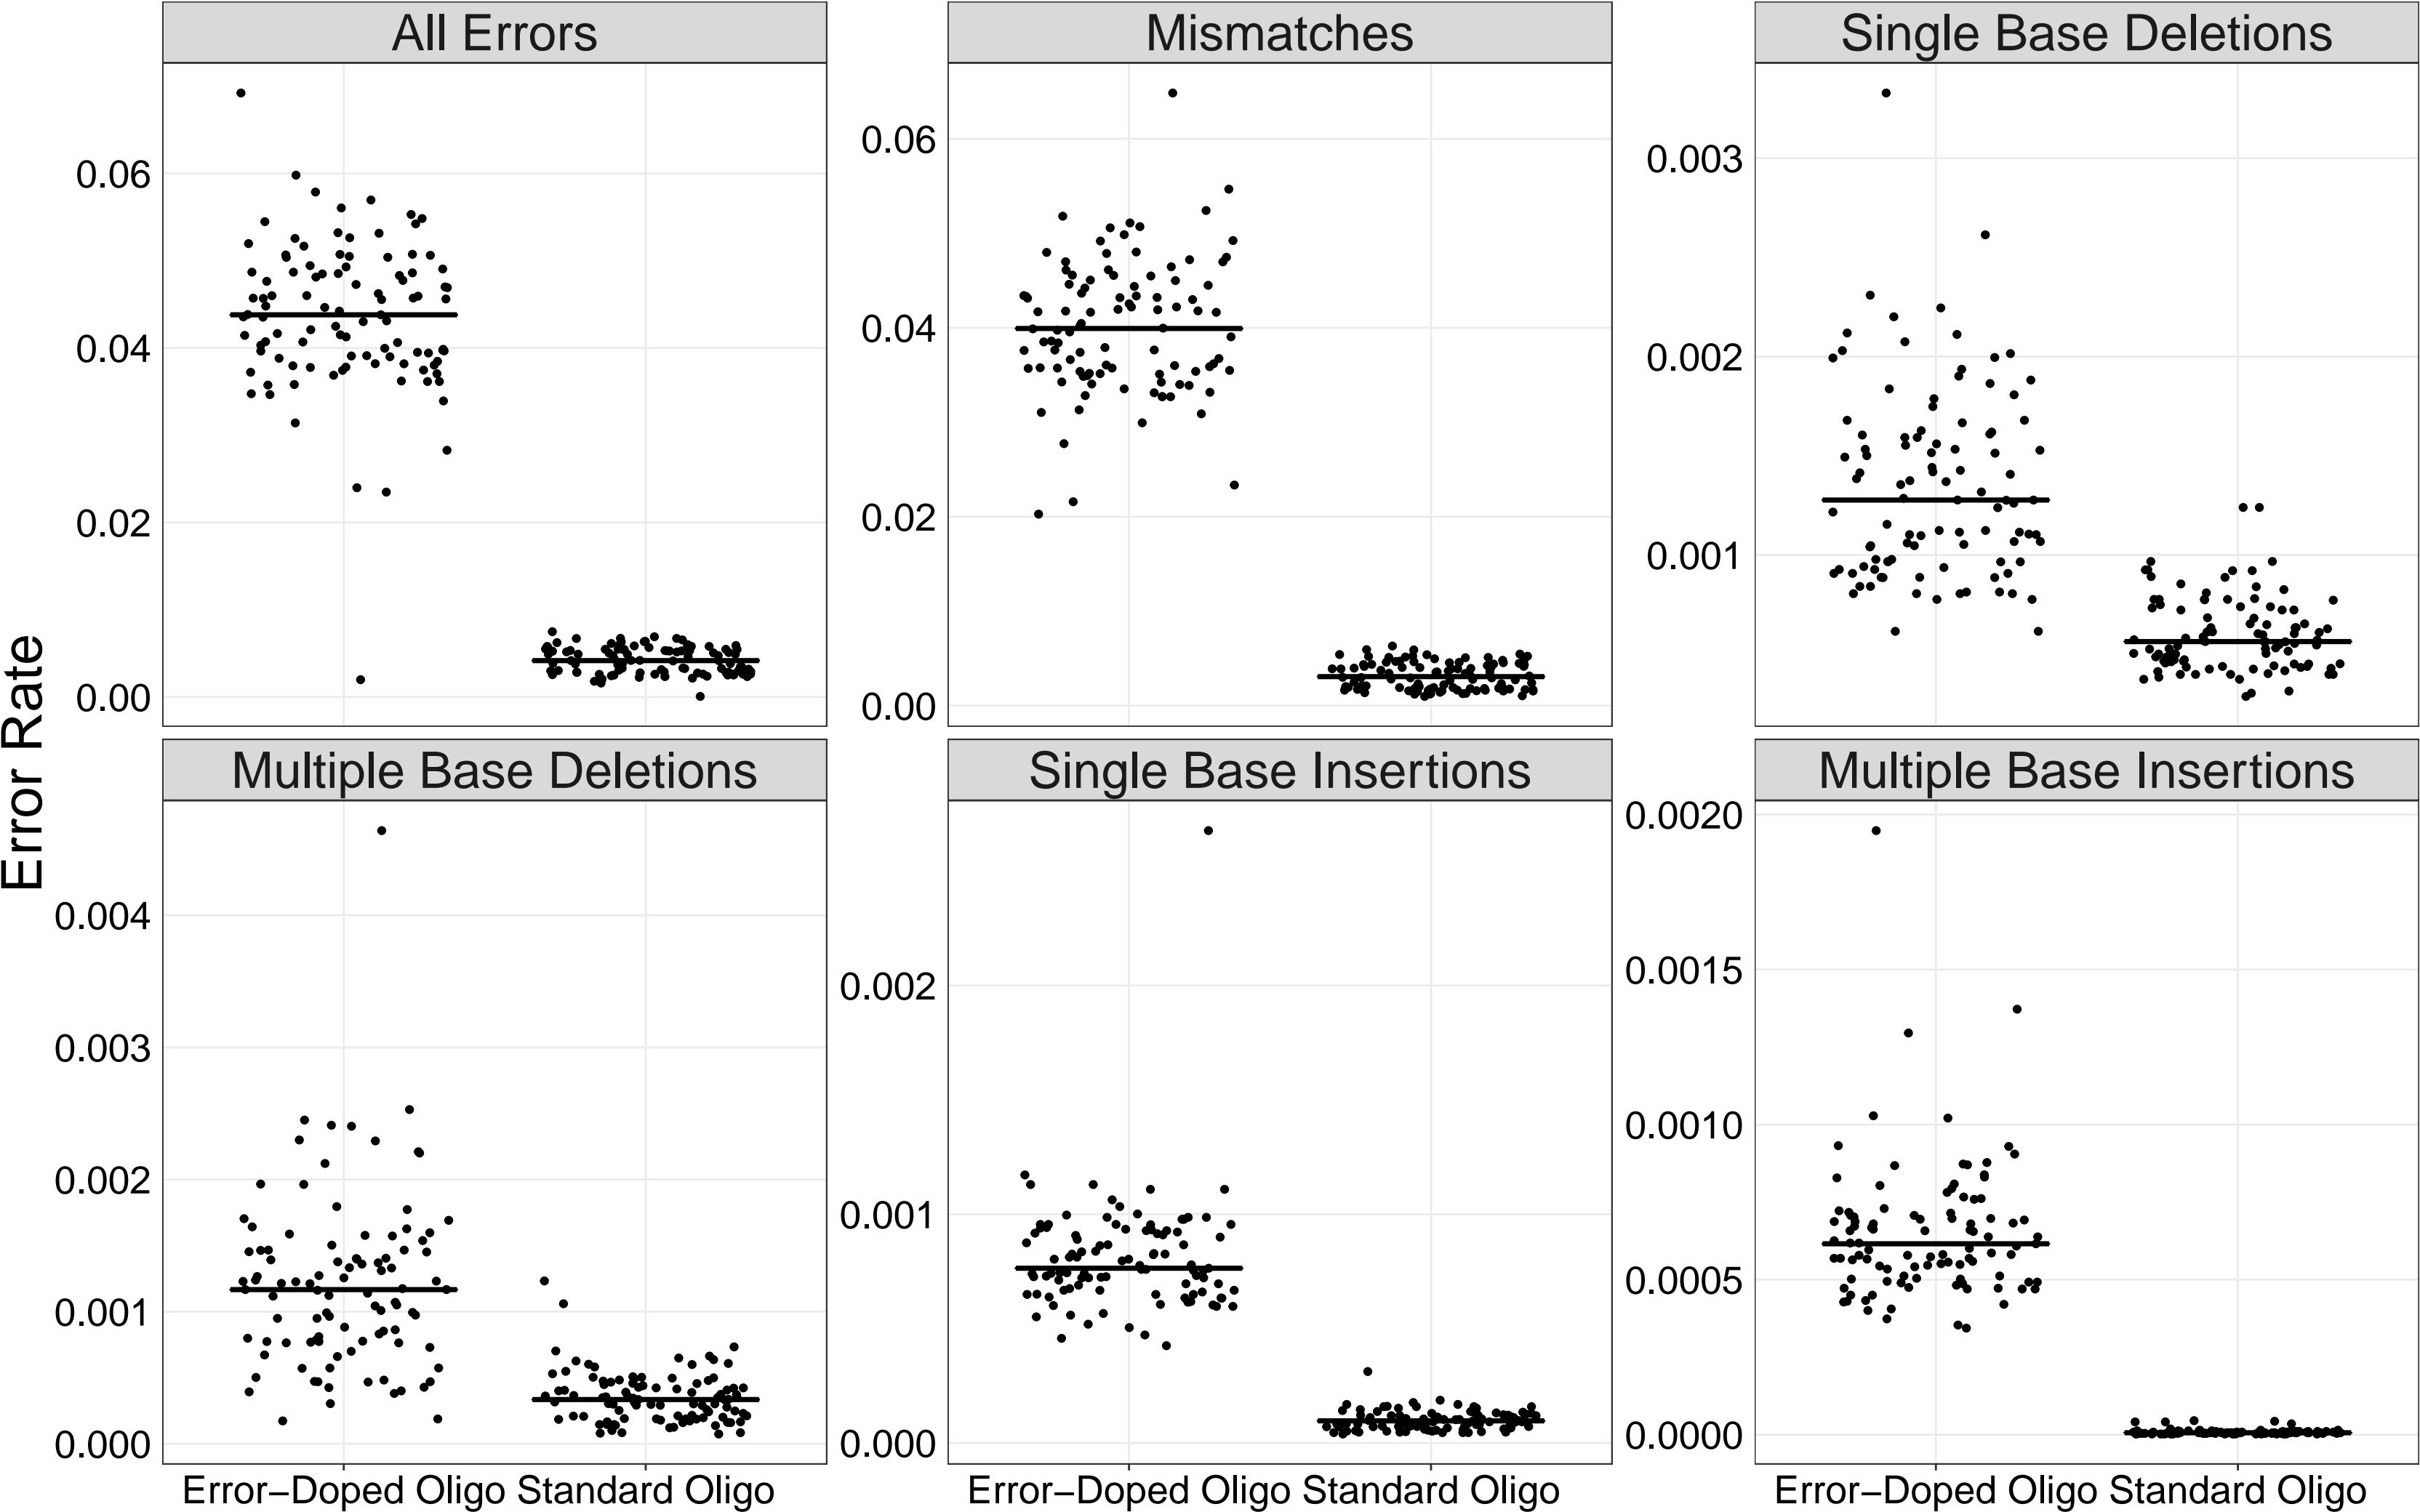 Error Rate
All Errors
Mismatches
Single Base Deletions
0.06
0.04
0.02
0.00
0.06
0.04
0.02
0.00
0.003
0.002
0.001
Multiple Base Deletions
Single Base Insertions
Multiple Base Insertions
0.004
0.003
0.002
0.001
0.000
0.002
0.001
0.000
0.0020
0.0015
0.0010
0.0005
0.0000
Error−Doped Oligo Standard Oligo
Error−Doped Oligo Standard Oligo
Error−Doped Oligo Standard Oligo